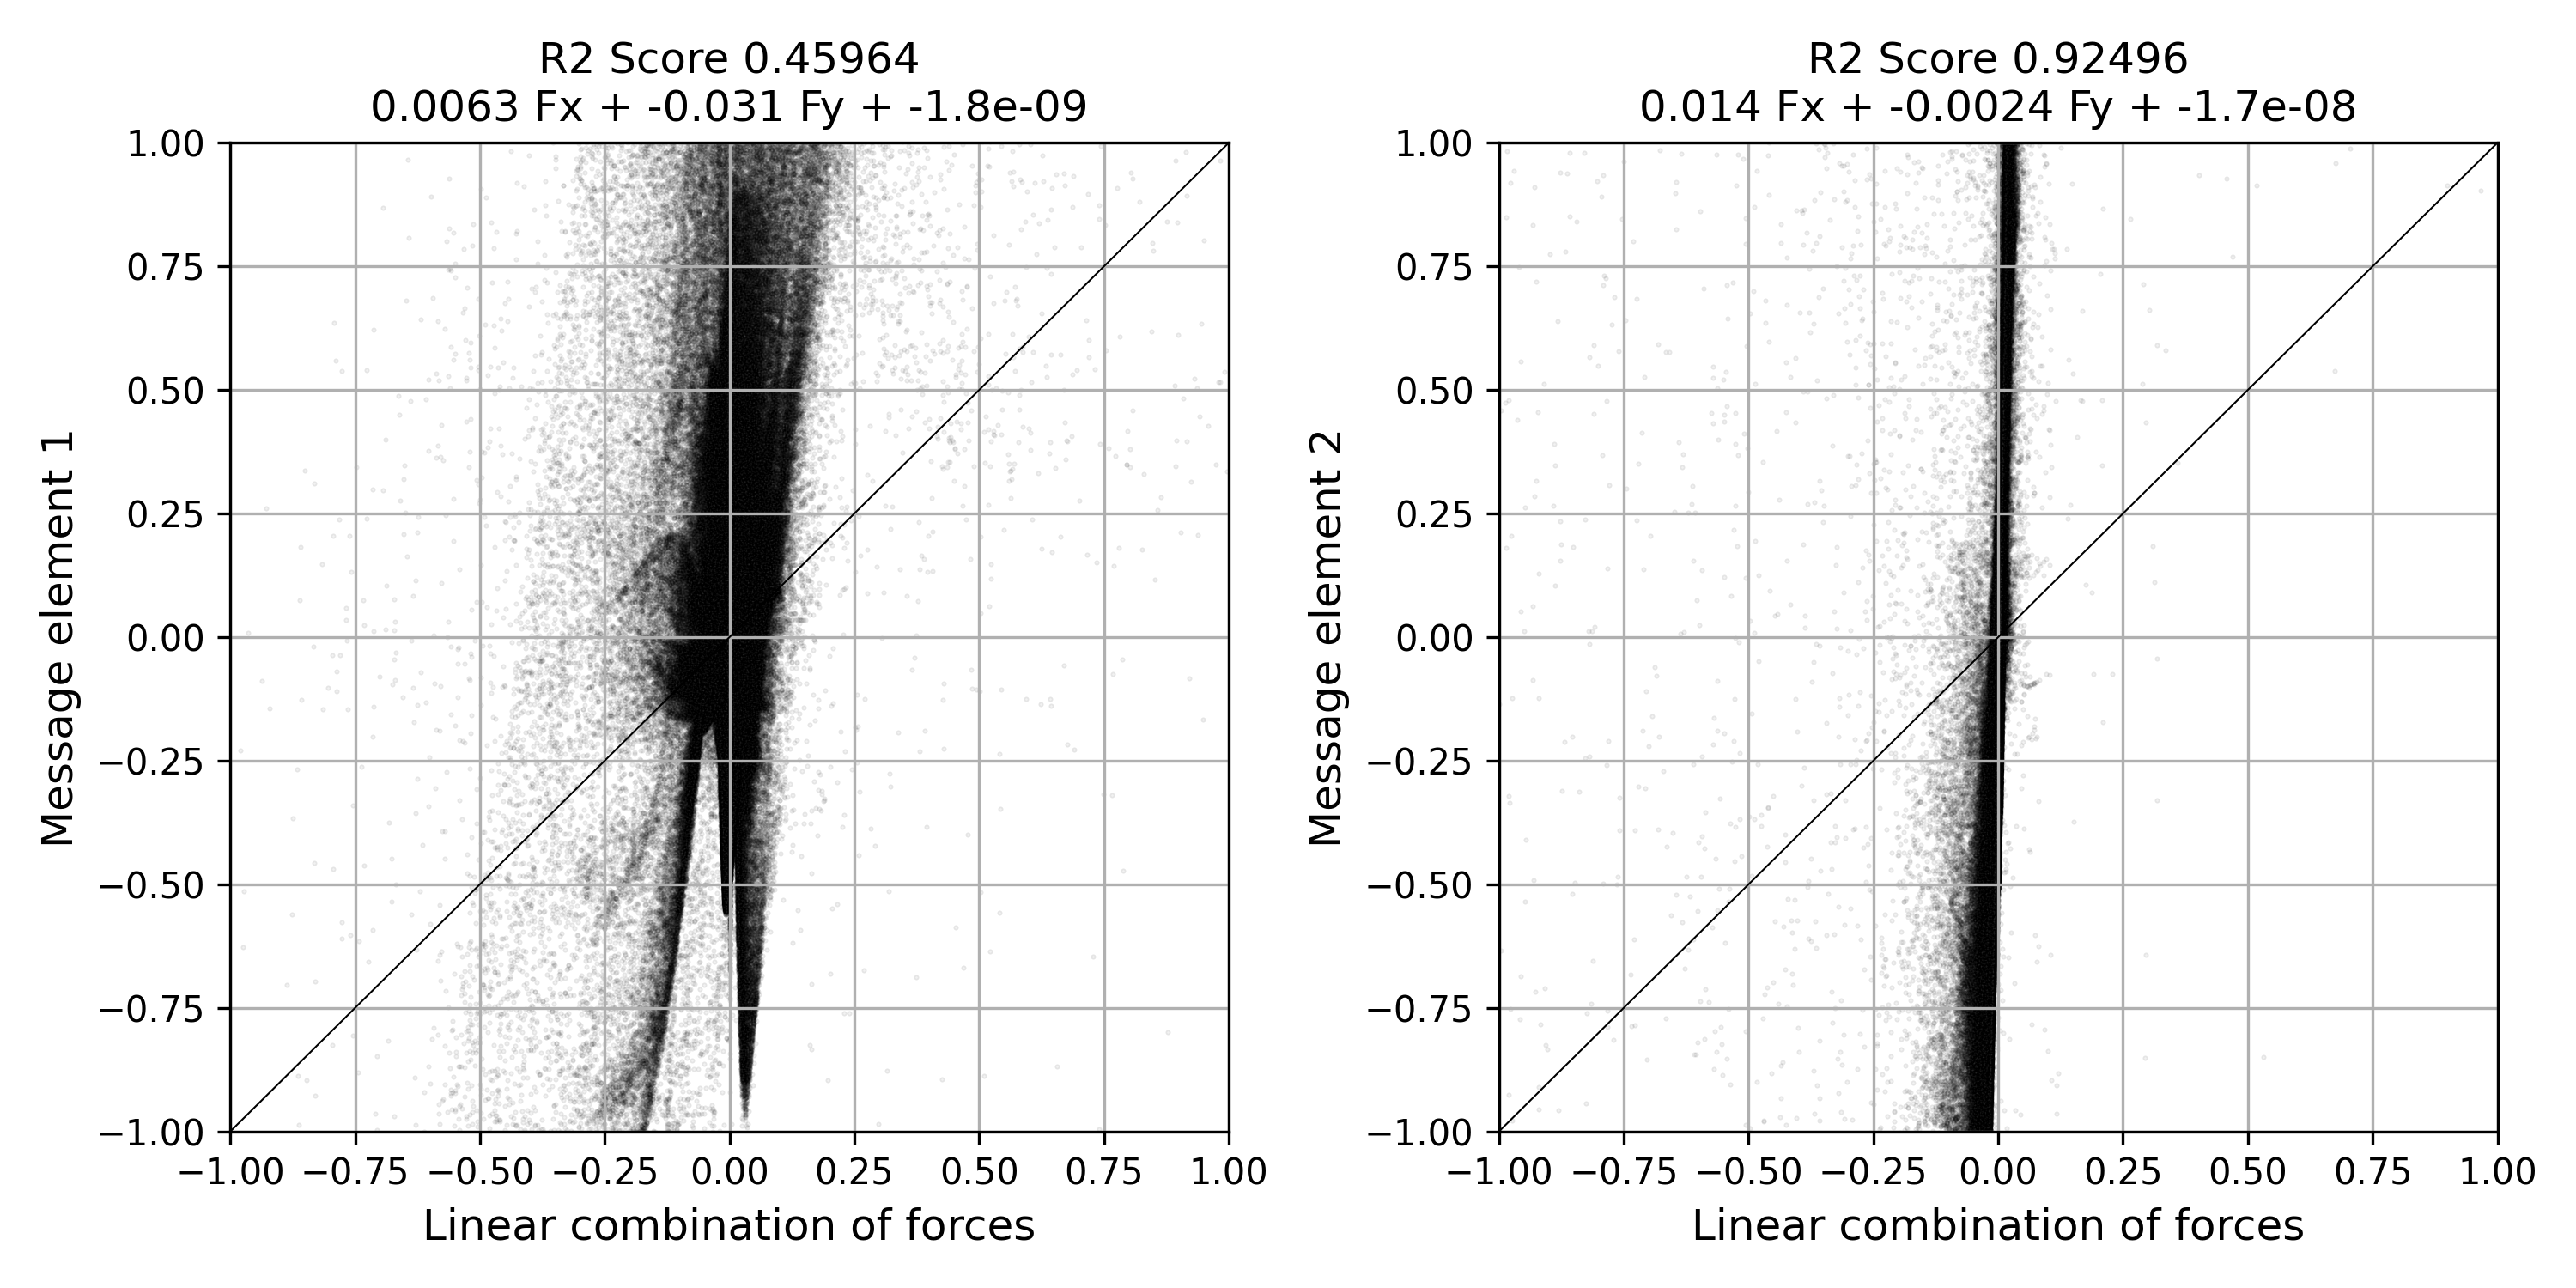 R2 Score 0.45964
0.0063 Fx + -0.031 Fy + -1.8e-09
1.00
0.75
0.50
0.25
0.00
−0.25
−0.50
−0.75
−1.00
Message element 1
−1.00 −0.75 −0.50 −0.25 0.00 0.25 0.50 0.75 1.00
Linear combination of forces
R2 Score 0.92496
0.014 Fx + -0.0024 Fy + -1.7e-08
1.00
0.75
0.50
0.25
0.00
−0.25
−0.50
−0.75
−1.00
Message element 2
−1.00 −0.75 −0.50 −0.25 0.00 0.25 0.50 0.75 1.00
Linear combination of forces